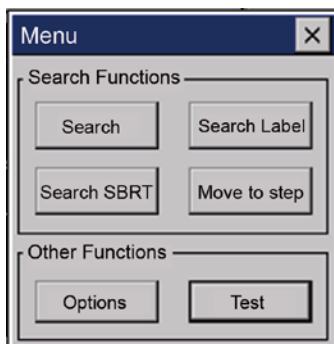 Menu
Search Functions
Search Search Label
Search SBRT Move to step
Other Functions
Options Test